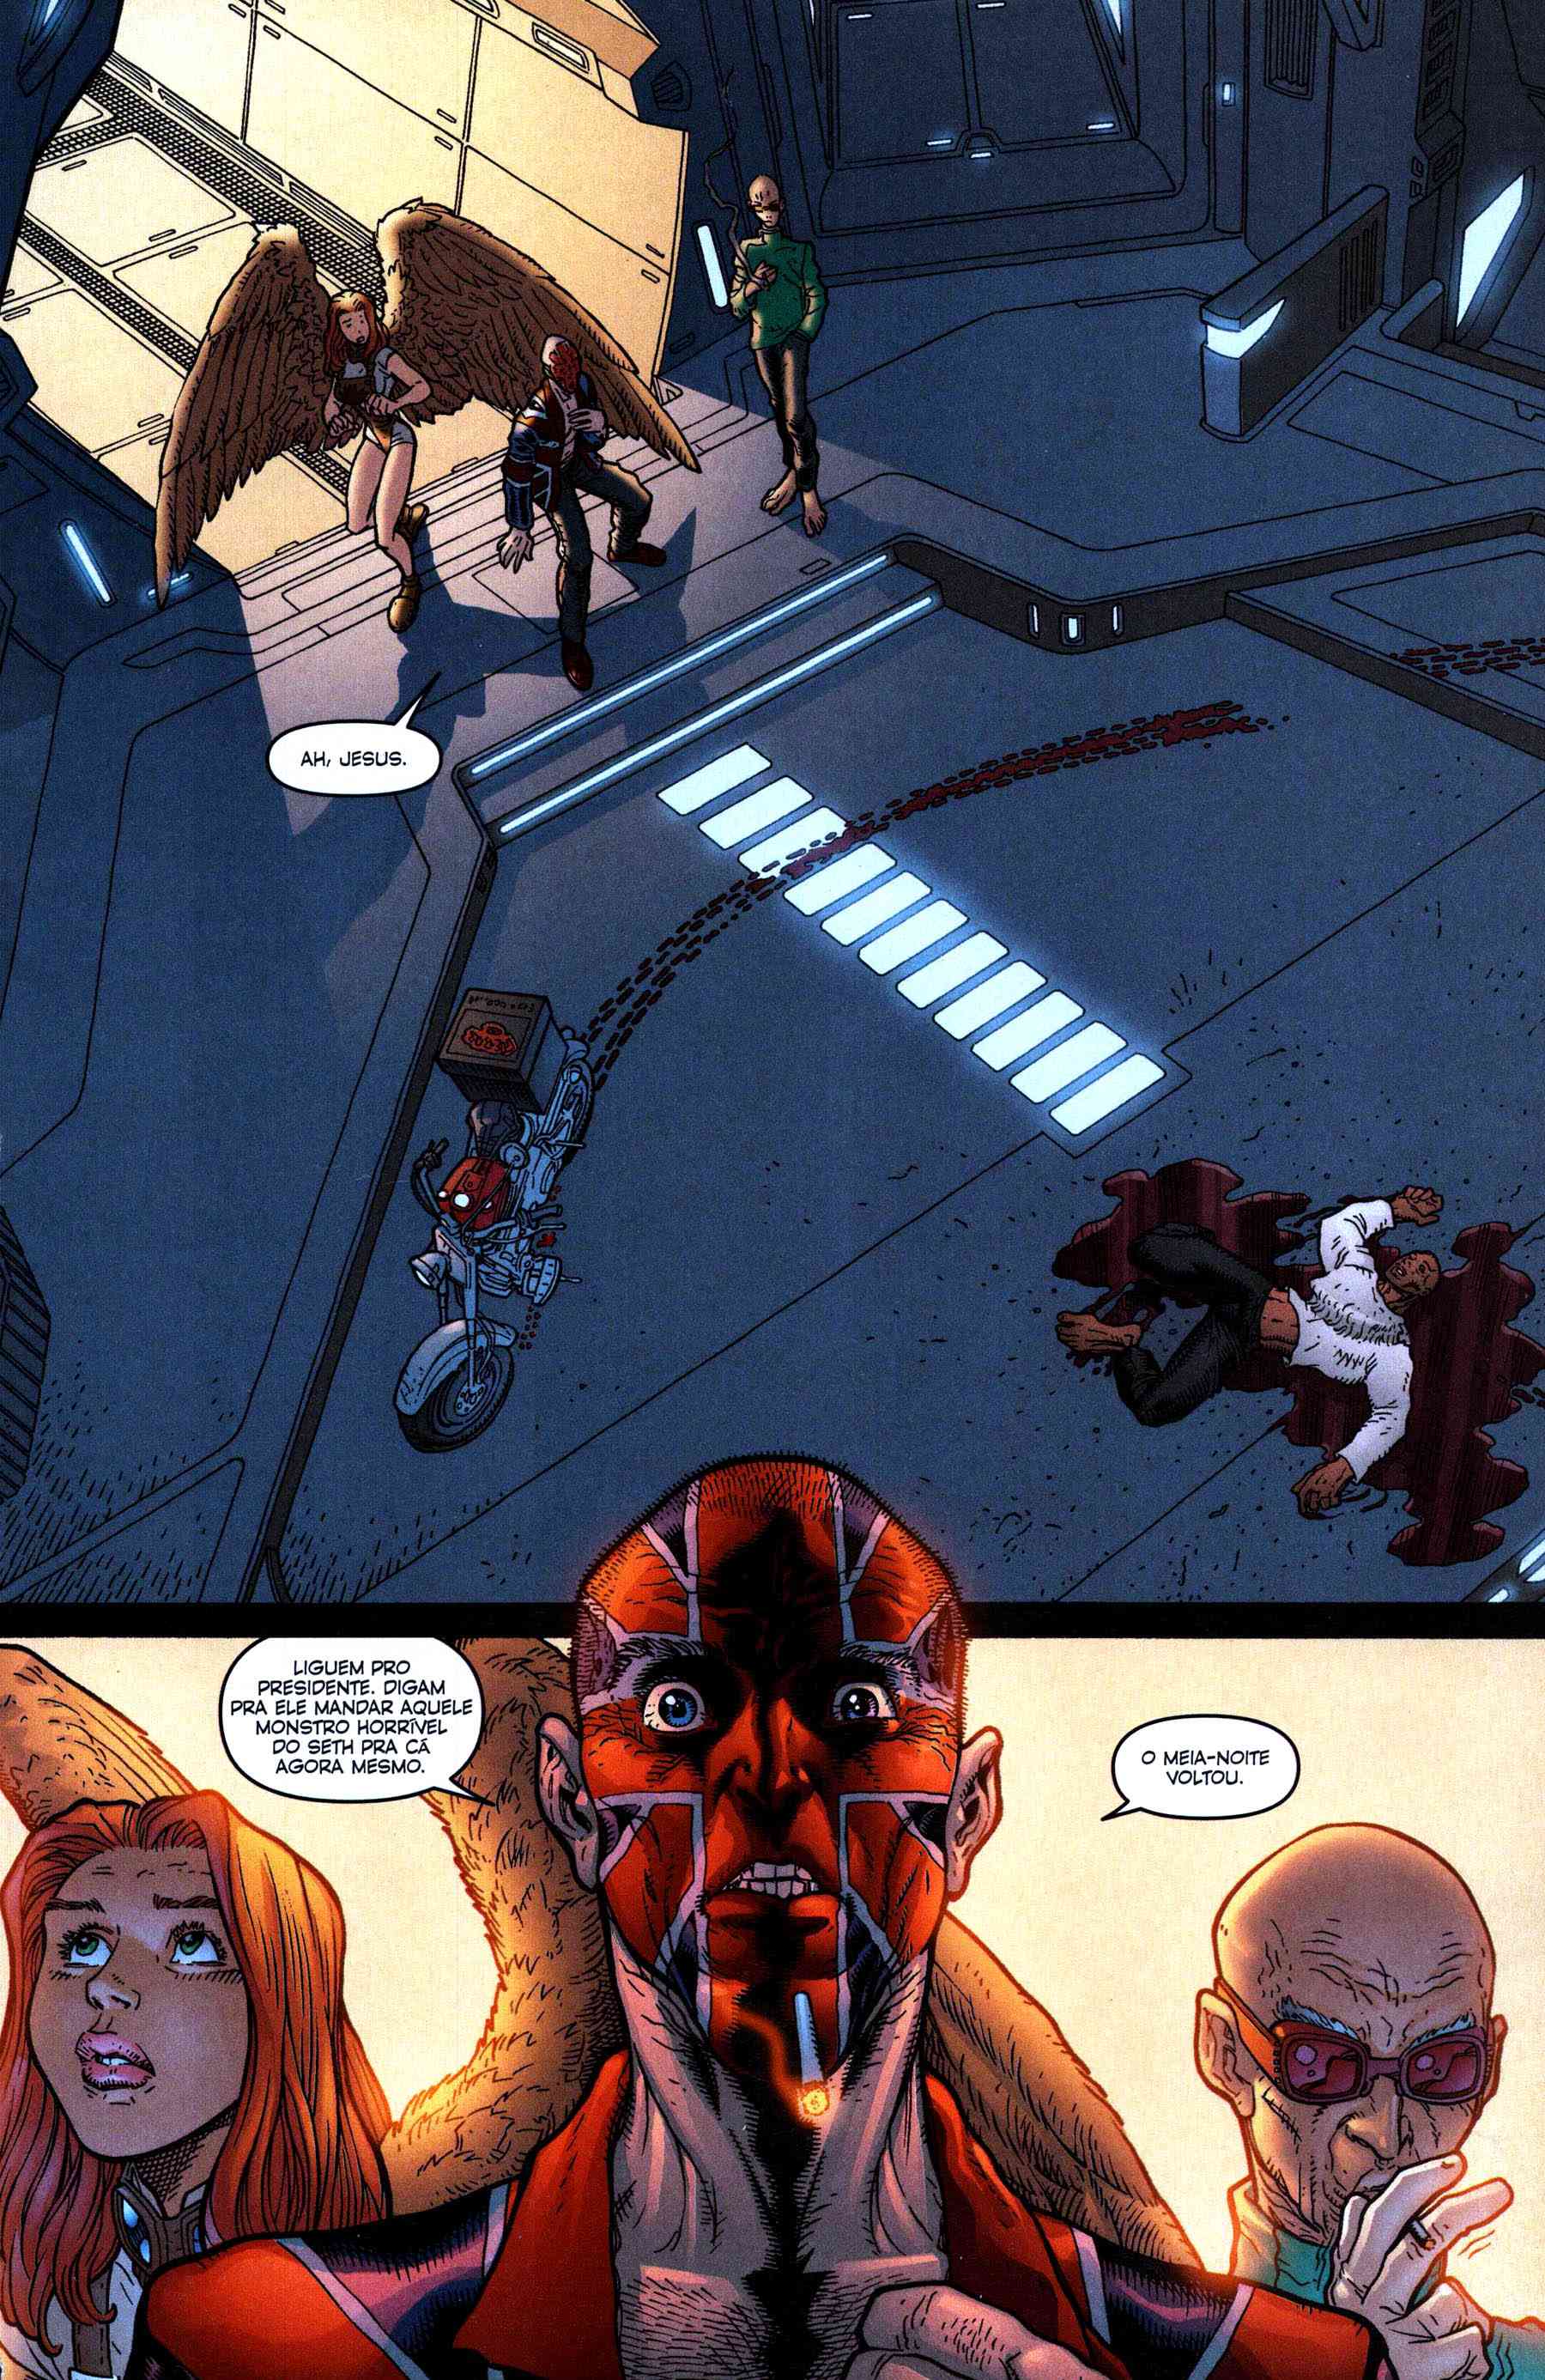 AH, JESUS.
LIGUEM PRO
PRESIDENTE. DIGAM
PRA ELE MANDAR AQUELE
MONSTRO HORRÍVEL
DO SETH PRA CÁ
AGORA MESMO.
O MEIA-NOITE
VOLTOU.